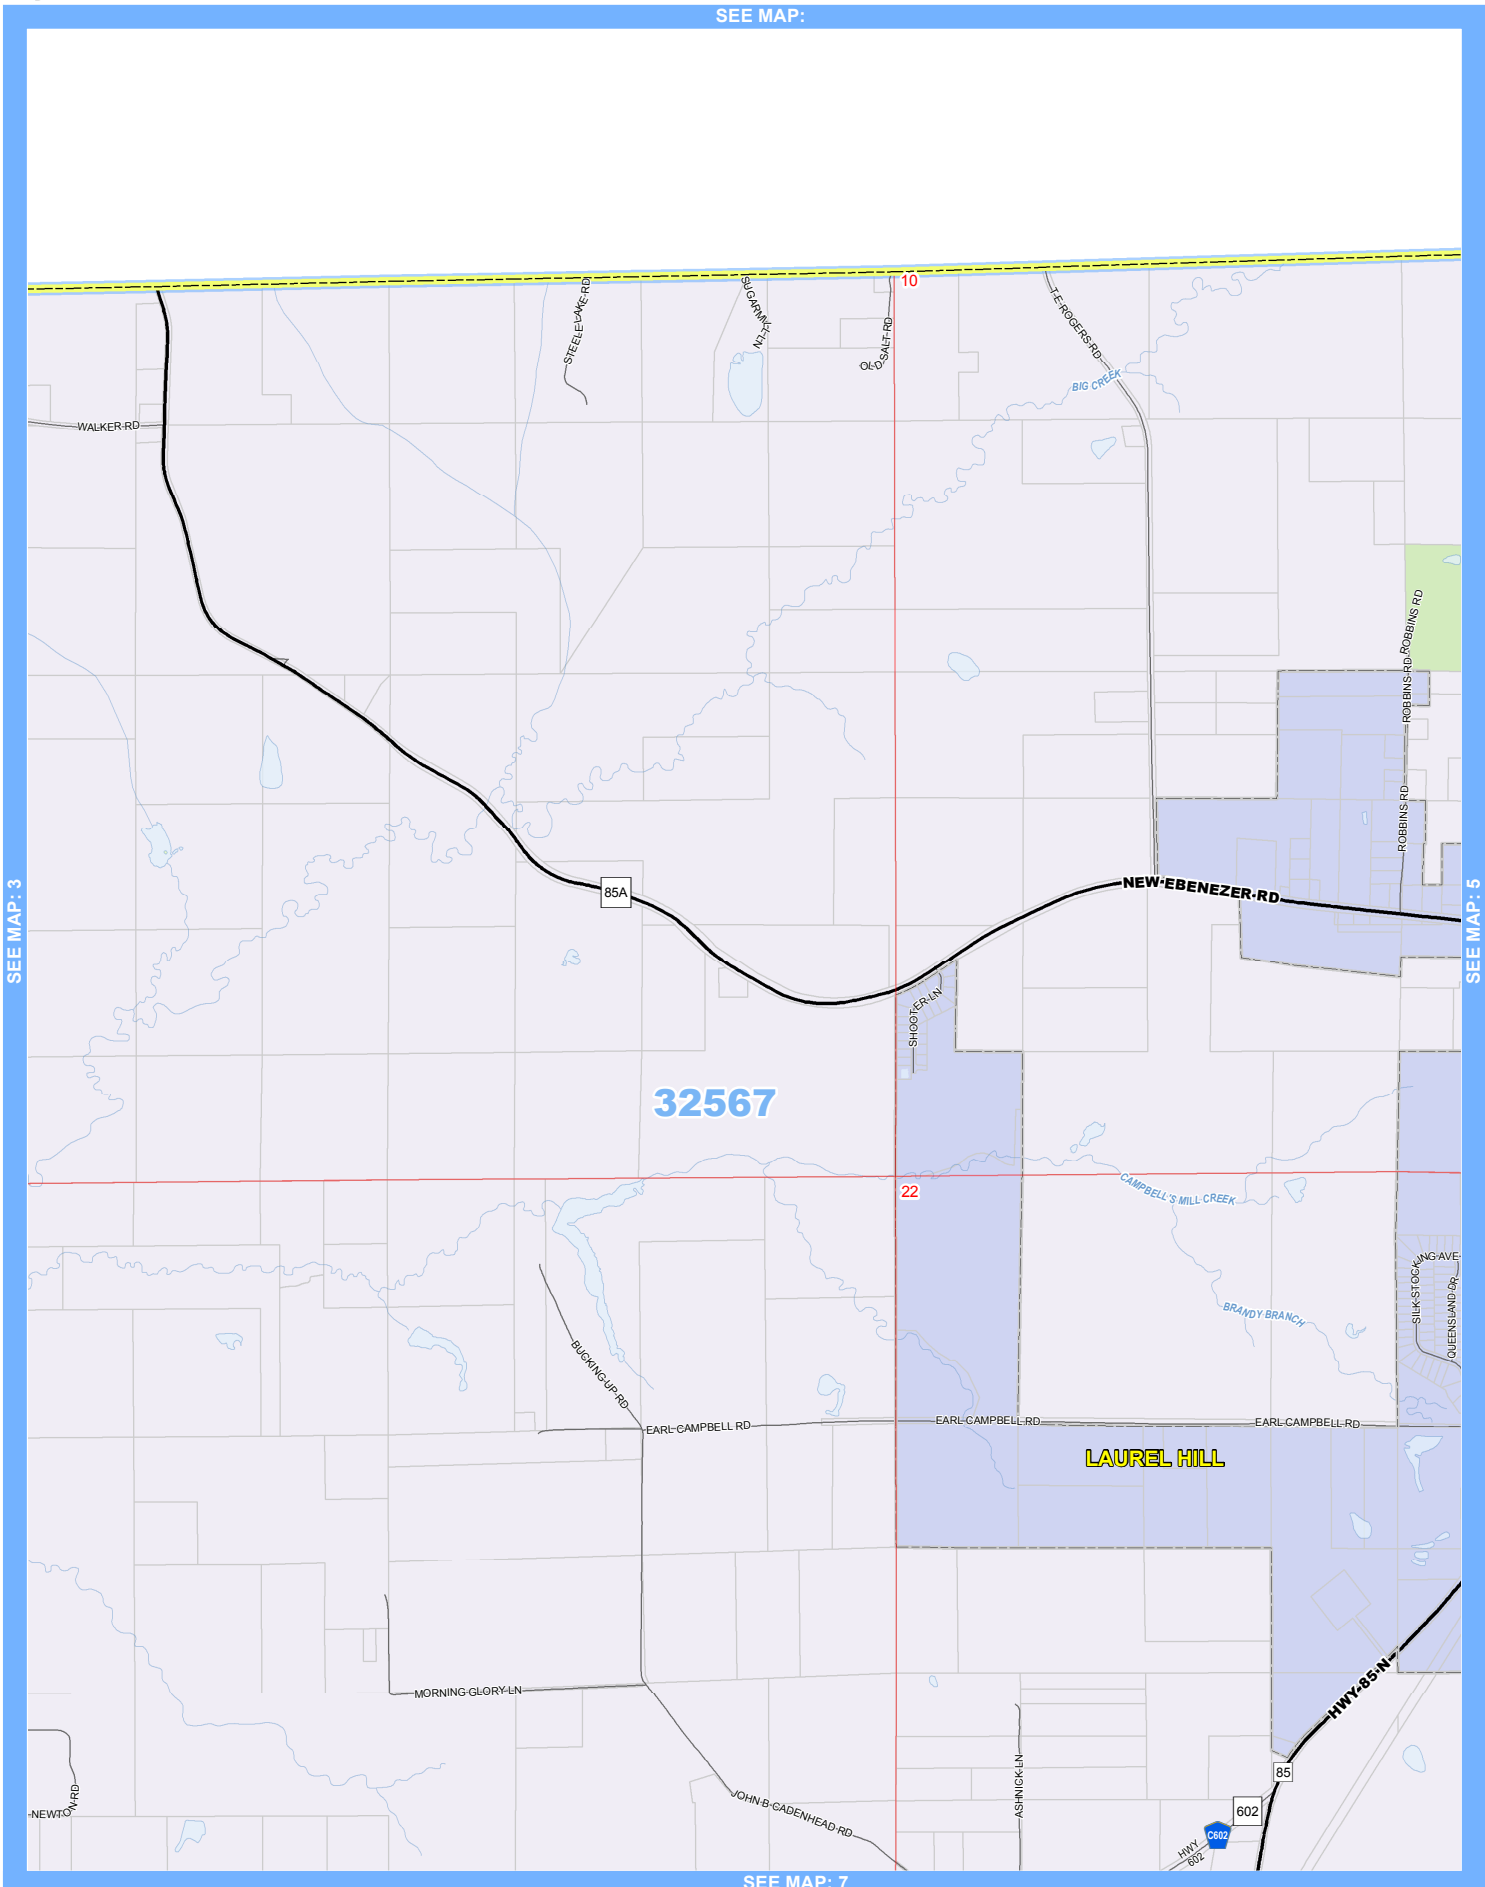 SEE MAP:
10
STEELE LAKE RD
SUGARMILL LN
OLD SALT RD
T E ROGERS RD
BIG CREEK
WALKER RD
ROBBINS RD
ROBBINS RD
ROBBINS RD
SEE MAP: 3
85A
NEW EBENEZER RD
SEE MAP: 5
SHOOTER LN
32567
22
CAMPBELL'S MILL CREEK
SILK STOCKING AVE
QUEENSLAND DR
BRANDY BRANCH
BUCKING UP RD
EARL CAMPBELL RD
EARL CAMPBELL RD
EARL CAMPBELL RD
LAUREL HILL
MORNING GLORY LN
HWY 85 N
85
NEWTON RD
JOHN B CADENHEAD RD
ASHNICK LN
602
C602
HWY 602
SEE MAP: 7